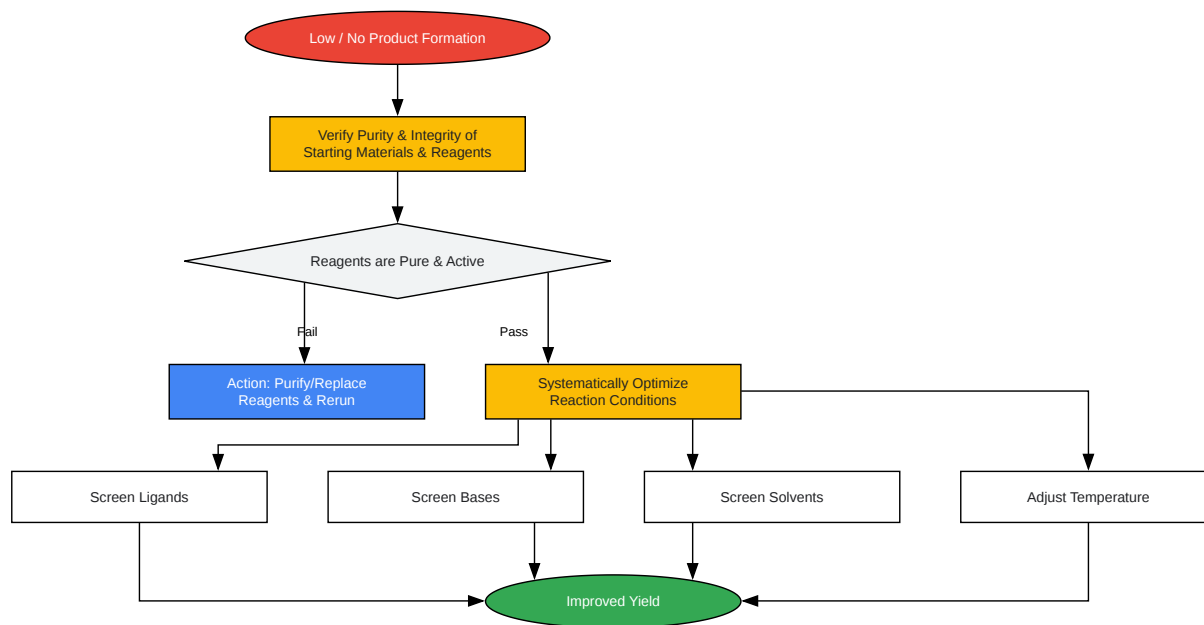 Low / No Product Formation
Verify Purity & Integrity of
Starting Materials & Reagents
Reagents are Pure & Active
Fail
Pass
Action: Purify/Replace
Reagents & Rerun
Systematically Optimize
Reaction Conditions
Screen Ligands
Screen Bases
Screen Solvents
Adjust Temperature
Improved Yield